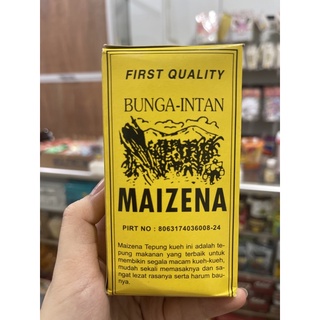 FIRST QUALITY
BUNGA-INTAN
MAIZENA
PIRT NO : 8063174036008-24
Maizena Tepung kueh ini adalah te-
pung makanan yang terbaik untuk
membikin segala macam kueh-kueh,
mudah sekali memasaknya dan sa-
ngat lezat rasanya serta harum bau-
nya.